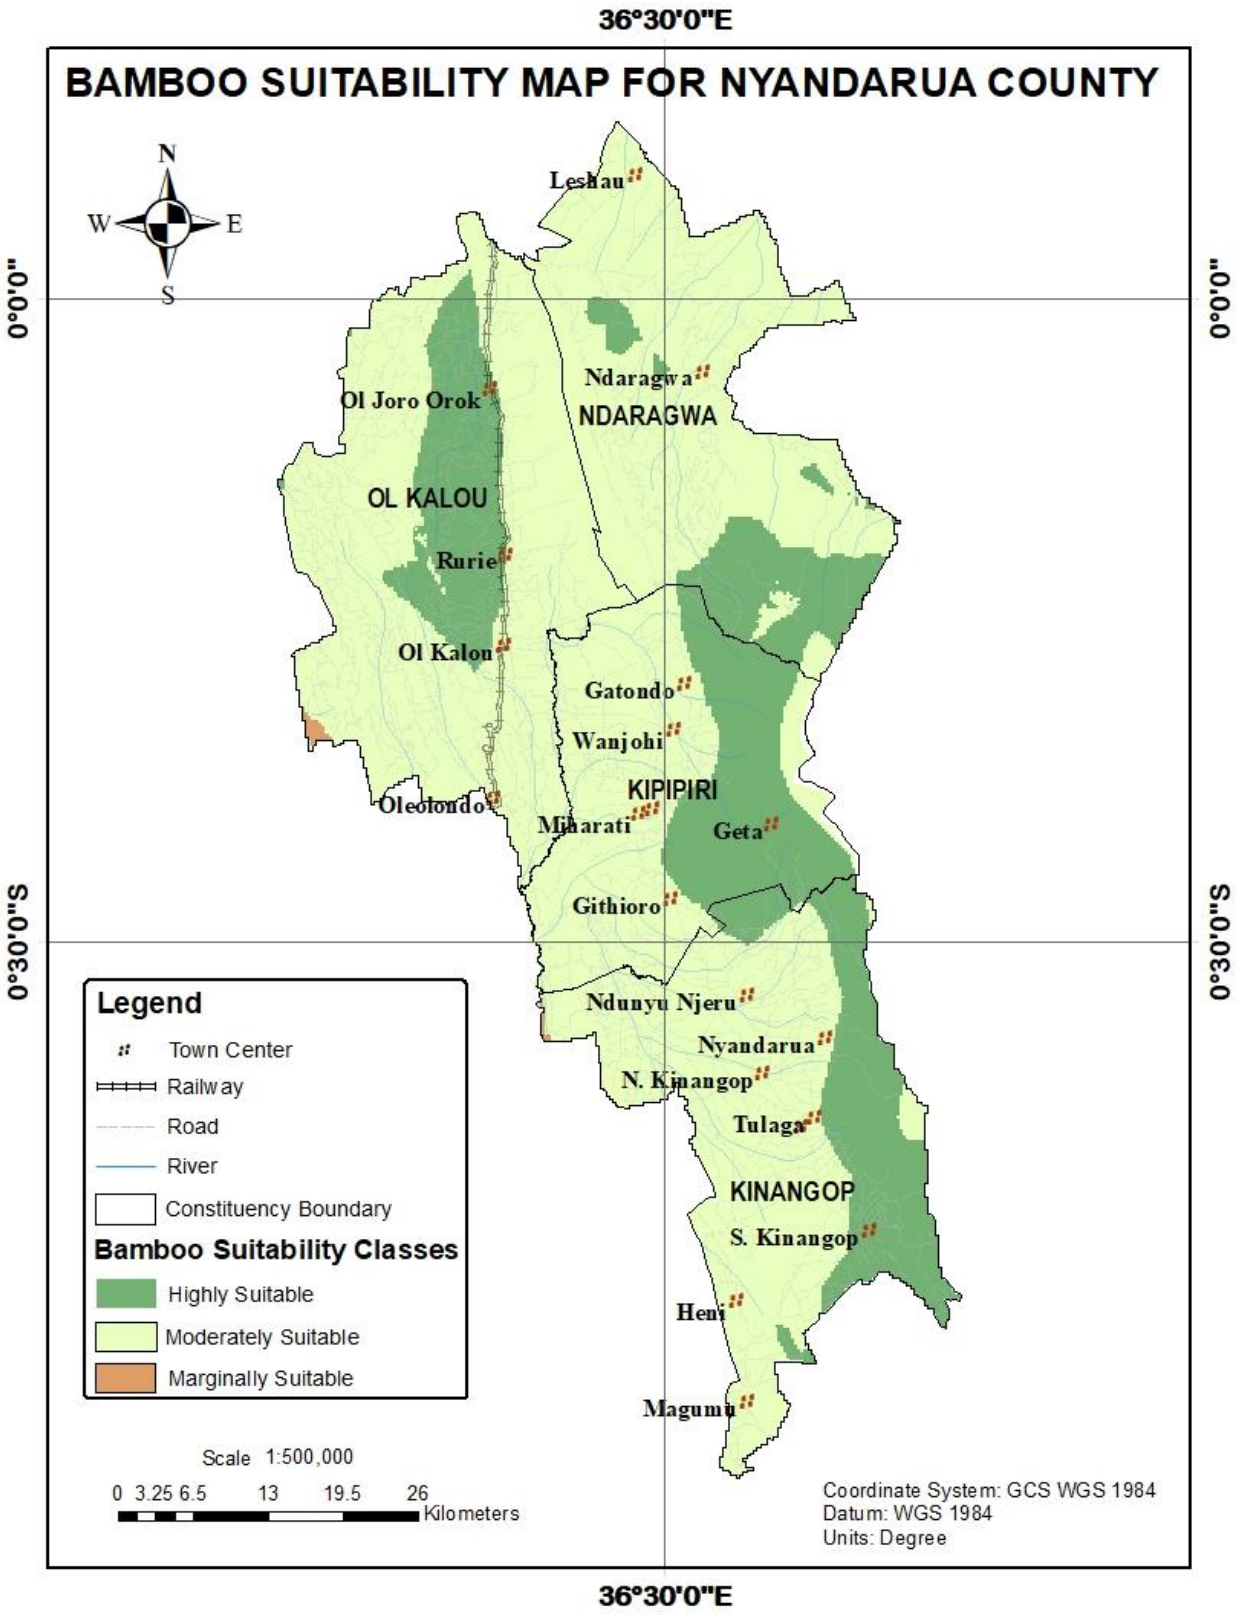 36°30'0"E
BAMBOO SUITABILITY MAP FOR NYANDARUA COUNTY
N
W
E
S
Leshau
0°0'0"
0°0'0"
Ndaragwa
Ol Joro Orok
NDARAGWA
OL KALOU
Rurie
Ol Kalou
Gatondo
Wanjohi
KIPIPIRI
Oleolondo
Miharati
Geta
Githioro
0°30'0"S
0°30'0"S
Ndunyu Njeru
Nyandarua
N. Kinangop
Tulaga
KINANGOP
S. Kinangop
Heni
Magumu
Legend
Town Center
Railway
Road
River
Constituency Boundary
Bamboo Suitability Classes
Highly Suitable
Moderately Suitable
Marginally Suitable
Scale 1:500,000
0 3.25 6.5 13 19.5 26
Kilometers
Coordinate System: GCS WGS 1984
Datum: WGS 1984
Units: Degree
36°30'0"E